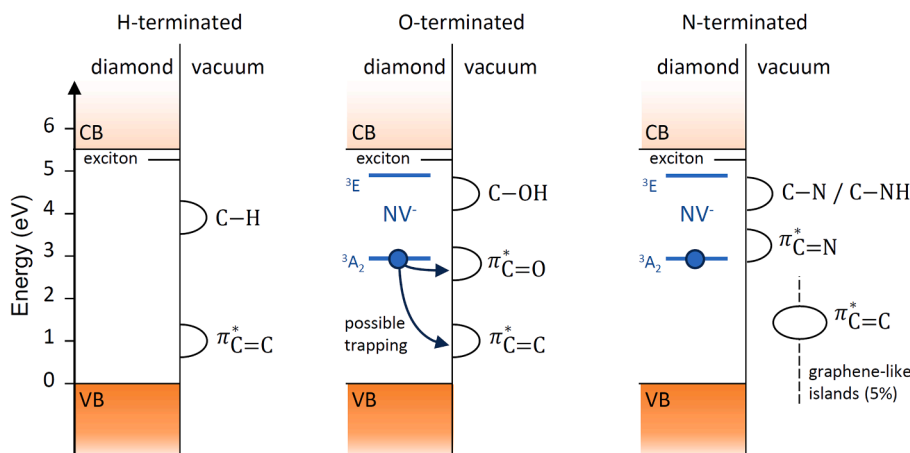 H-terminated
O-terminated
N-terminated
diamond vacuum
diamond vacuum
diamond vacuum
Energy (eV)
6
5
4
3
2
1
0
CB
exciton
C−H
π*C=C
VB
CB
exciton
³E
NV⁻
³A₂
possible
trapping
C−OH
π*C=O
π*C=C
VB
CB
exciton
³E
NV⁻
³A₂
C−N / C−NH
π*C=N
π*C=C
graphene-like
islands (5%)
VB